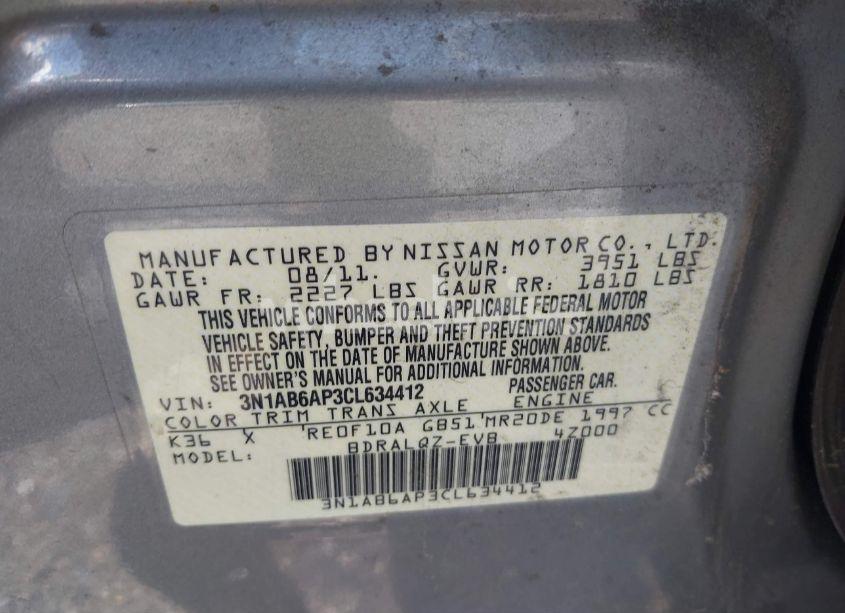 MANUFACTURED BY NISSAN MOTOR CO., LTD.
DATE: 08/11. GVWR: 3951 LBS
GAWR FR: 2227 LBS GAWR RR: 1810 LBS
THIS VEHICLE CONFORMS TO ALL APPLICABLE FEDERAL MOTOR
VEHICLE SAFETY, BUMPER AND THEFT PREVENTION STANDARDS
IN EFFECT ON THE DATE OF MANUFACTURE SHOWN ABOVE.
SEE OWNER'S MANUAL FOR ADDITIONAL INFORMATION.
VIN: 3N1AB6AP3CL634412 PASSENGER CAR.
COLOR TRIM TRANS AXLE ENGINE
K36 X RE0F10A GB51 MR20DE 1997 CC
MODEL: BDRALQZ-EVB 4Z000
3N1AB6AP3CL634412